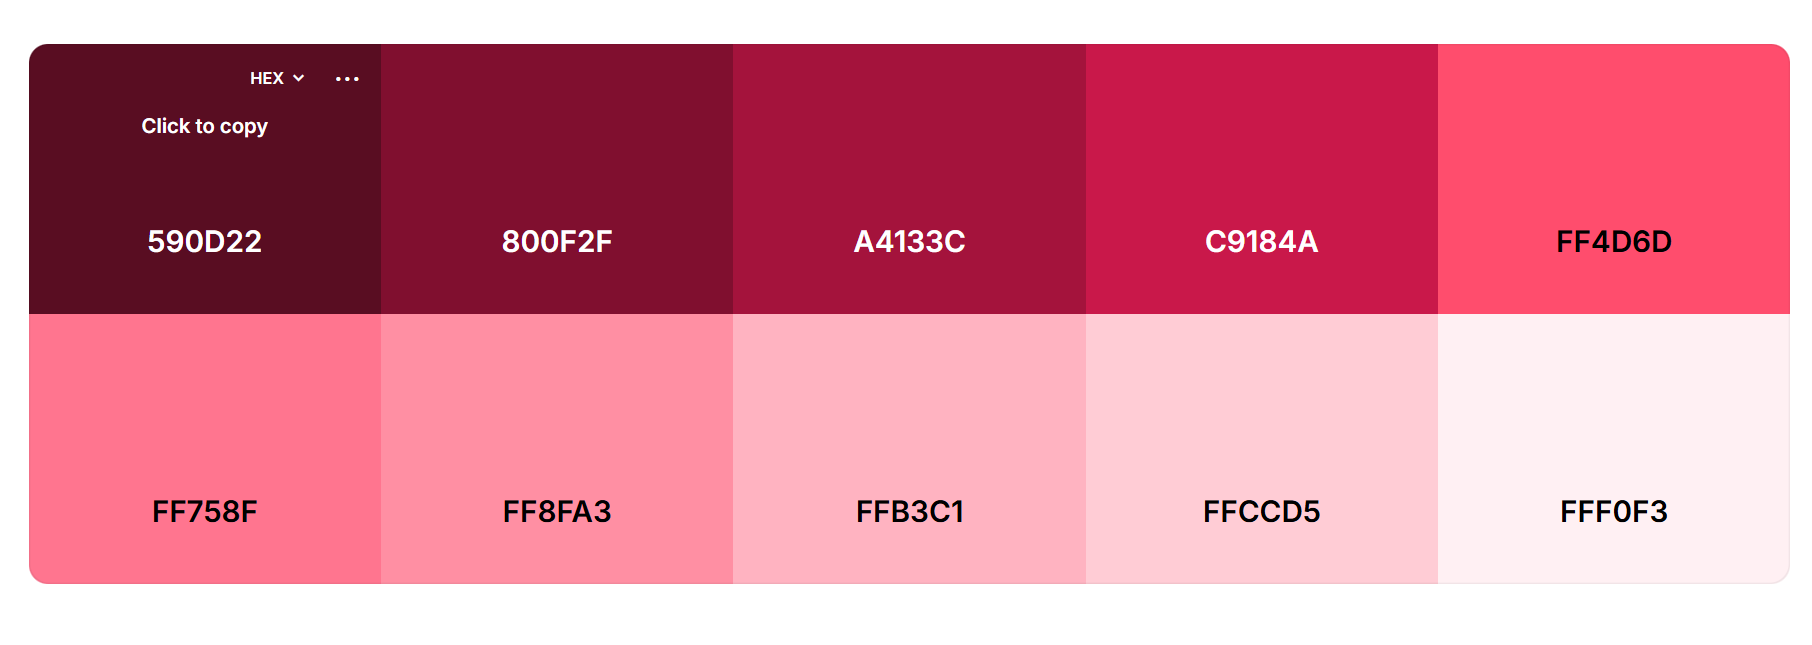 HEX
Click to copy
590D22
800F2F
A4133C
C9184A
FF4D6D
FF758F
FF8FA3
FFB3C1
FFCCD5
FFF0F3